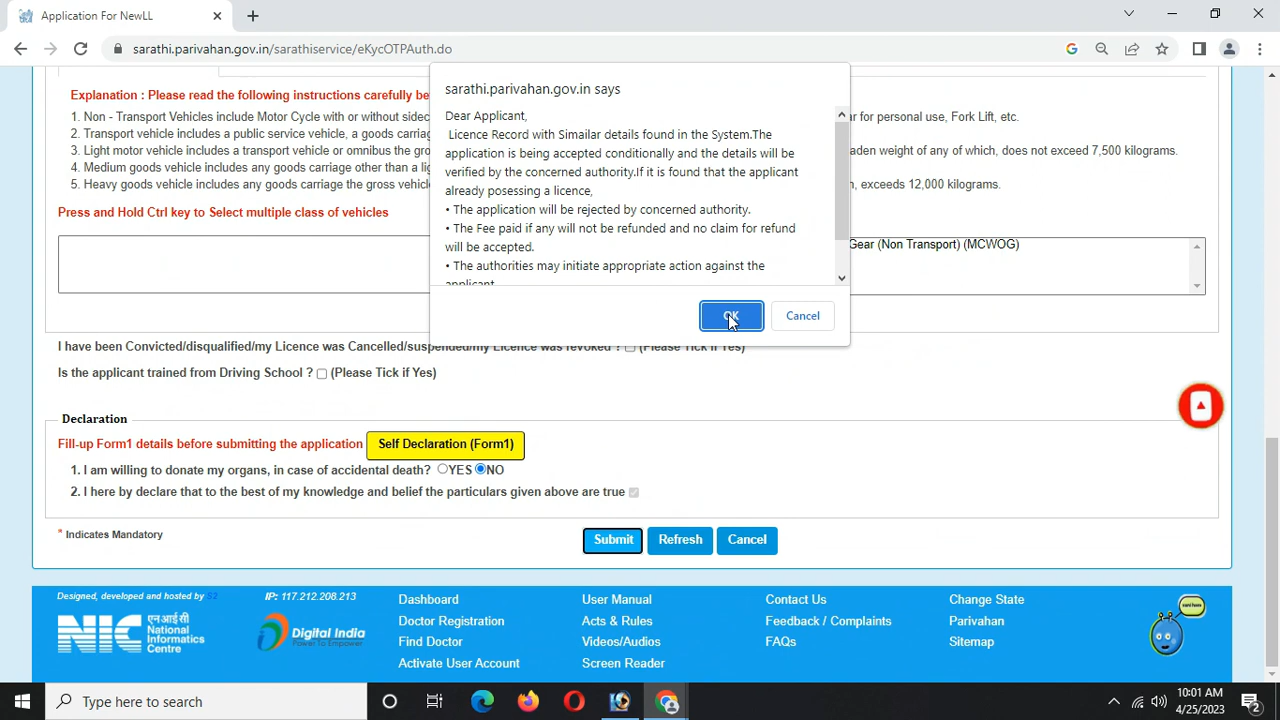 Application For NewLL
sarathi.parivahan.gov.in/sarathiservice/eKycOTPAuth.do
sarathi.parivahan.gov.in says
Dear Applicant,
Licence Record with Simailar details found in the System.The
application is being accepted conditionally and the details will be
verified by the concerned authority.If it is found that the applicant
already posessing a licence,
• The application will be rejected by concerned authority.
• The Fee paid if any will not be refunded and no claim for refund
will be accepted.
• The authorities may initiate appropriate action against the
applicant
OK Cancel
Explanation : Please read the following instructions carefully be
1. Non - Transport Vehicles include Motor Cycle with or without sidec ar for personal use, Fork Lift, etc.
2. Transport vehicle includes a public service vehicle, a goods carriag
3. Light motor vehicle includes a transport vehicle or omnibus the gro aden weight of any of which, does not exceed 7,500 kilograms.
4. Medium goods vehicle includes any goods carriage other than a lig
5. Heavy goods vehicle includes any goods carriage the gross vehicl n, exceeds 12,000 kilograms.
Press and Hold Ctrl key to Select multiple class of vehicles
Gear (Non Transport) (MCWOG)
I have been Convicted/disqualified/my Licence was Cancelled/suspended/my Licence was revoked ? (Please Tick if Yes)
Is the applicant trained from Driving School ? (Please Tick if Yes)
Declaration
Fill-up Form1 details before submitting the application Self Declaration (Form1)
1. I am willing to donate my organs, in case of accidental death? YES NO
2. I here by declare that to the best of my knowledge and belief the particulars given above are true
* Indicates Mandatory
Submit Refresh Cancel
Designed, developed and hosted by S2
IP: 117.212.208.213
NIC एन आई सी
National
Informatics
Centre
Digital India
Power To Empower
Dashboard User Manual Contact Us Change State
Doctor Registration Acts & Rules Feedback / Complaints Parivahan
Find Doctor Videos/Audios FAQs Sitemap
Activate User Account Screen Reader
Type here to search
10:01 AM
4/25/2023
2